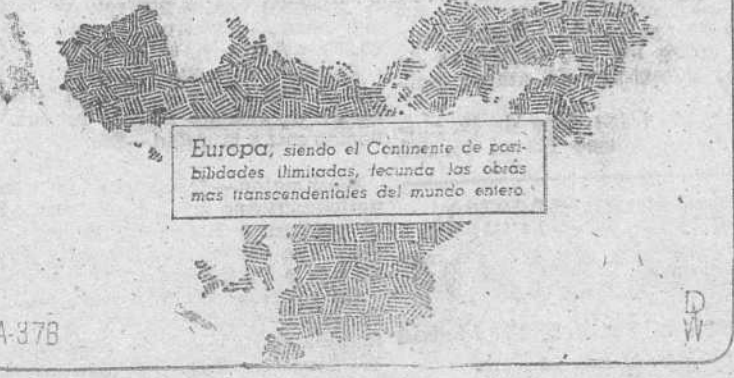 Europa, siendo el Continente de posi-
bilidades ilimitadas, fecunda las obras
mas transcendentales del mundo entero.
A-378
DW